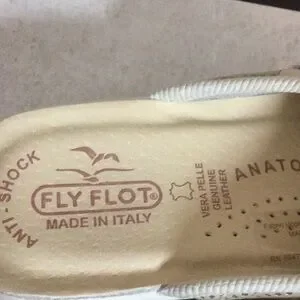 ANTI-SHOCK
FLY FLOT®
MADE IN ITALY
VERA PELLE
GENUINE
LEATHER
ANATO